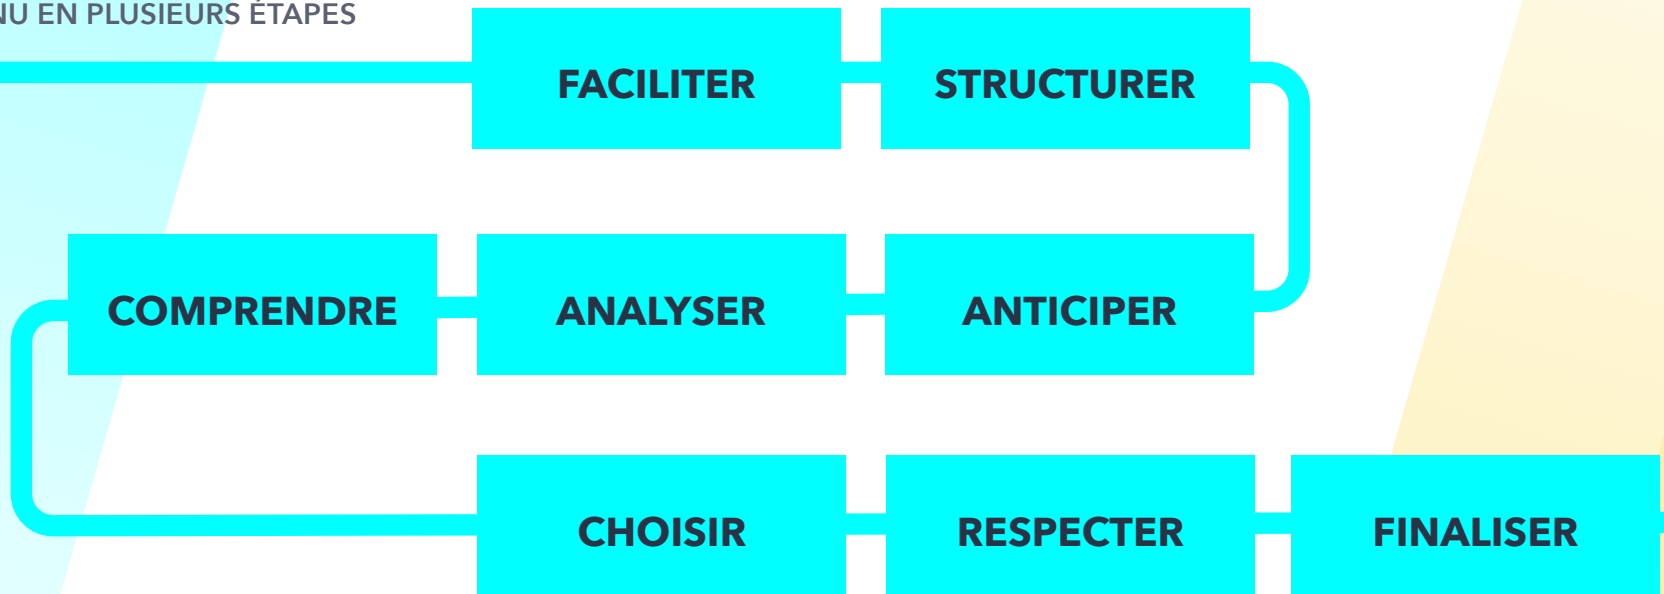 NU EN PLUSIEURS ÉTAPES
FACILITER
STRUCTURER
COMPRENDRE
ANALYSER
ANTICIPER
CHOISIR
RESPECTER
FINALISER